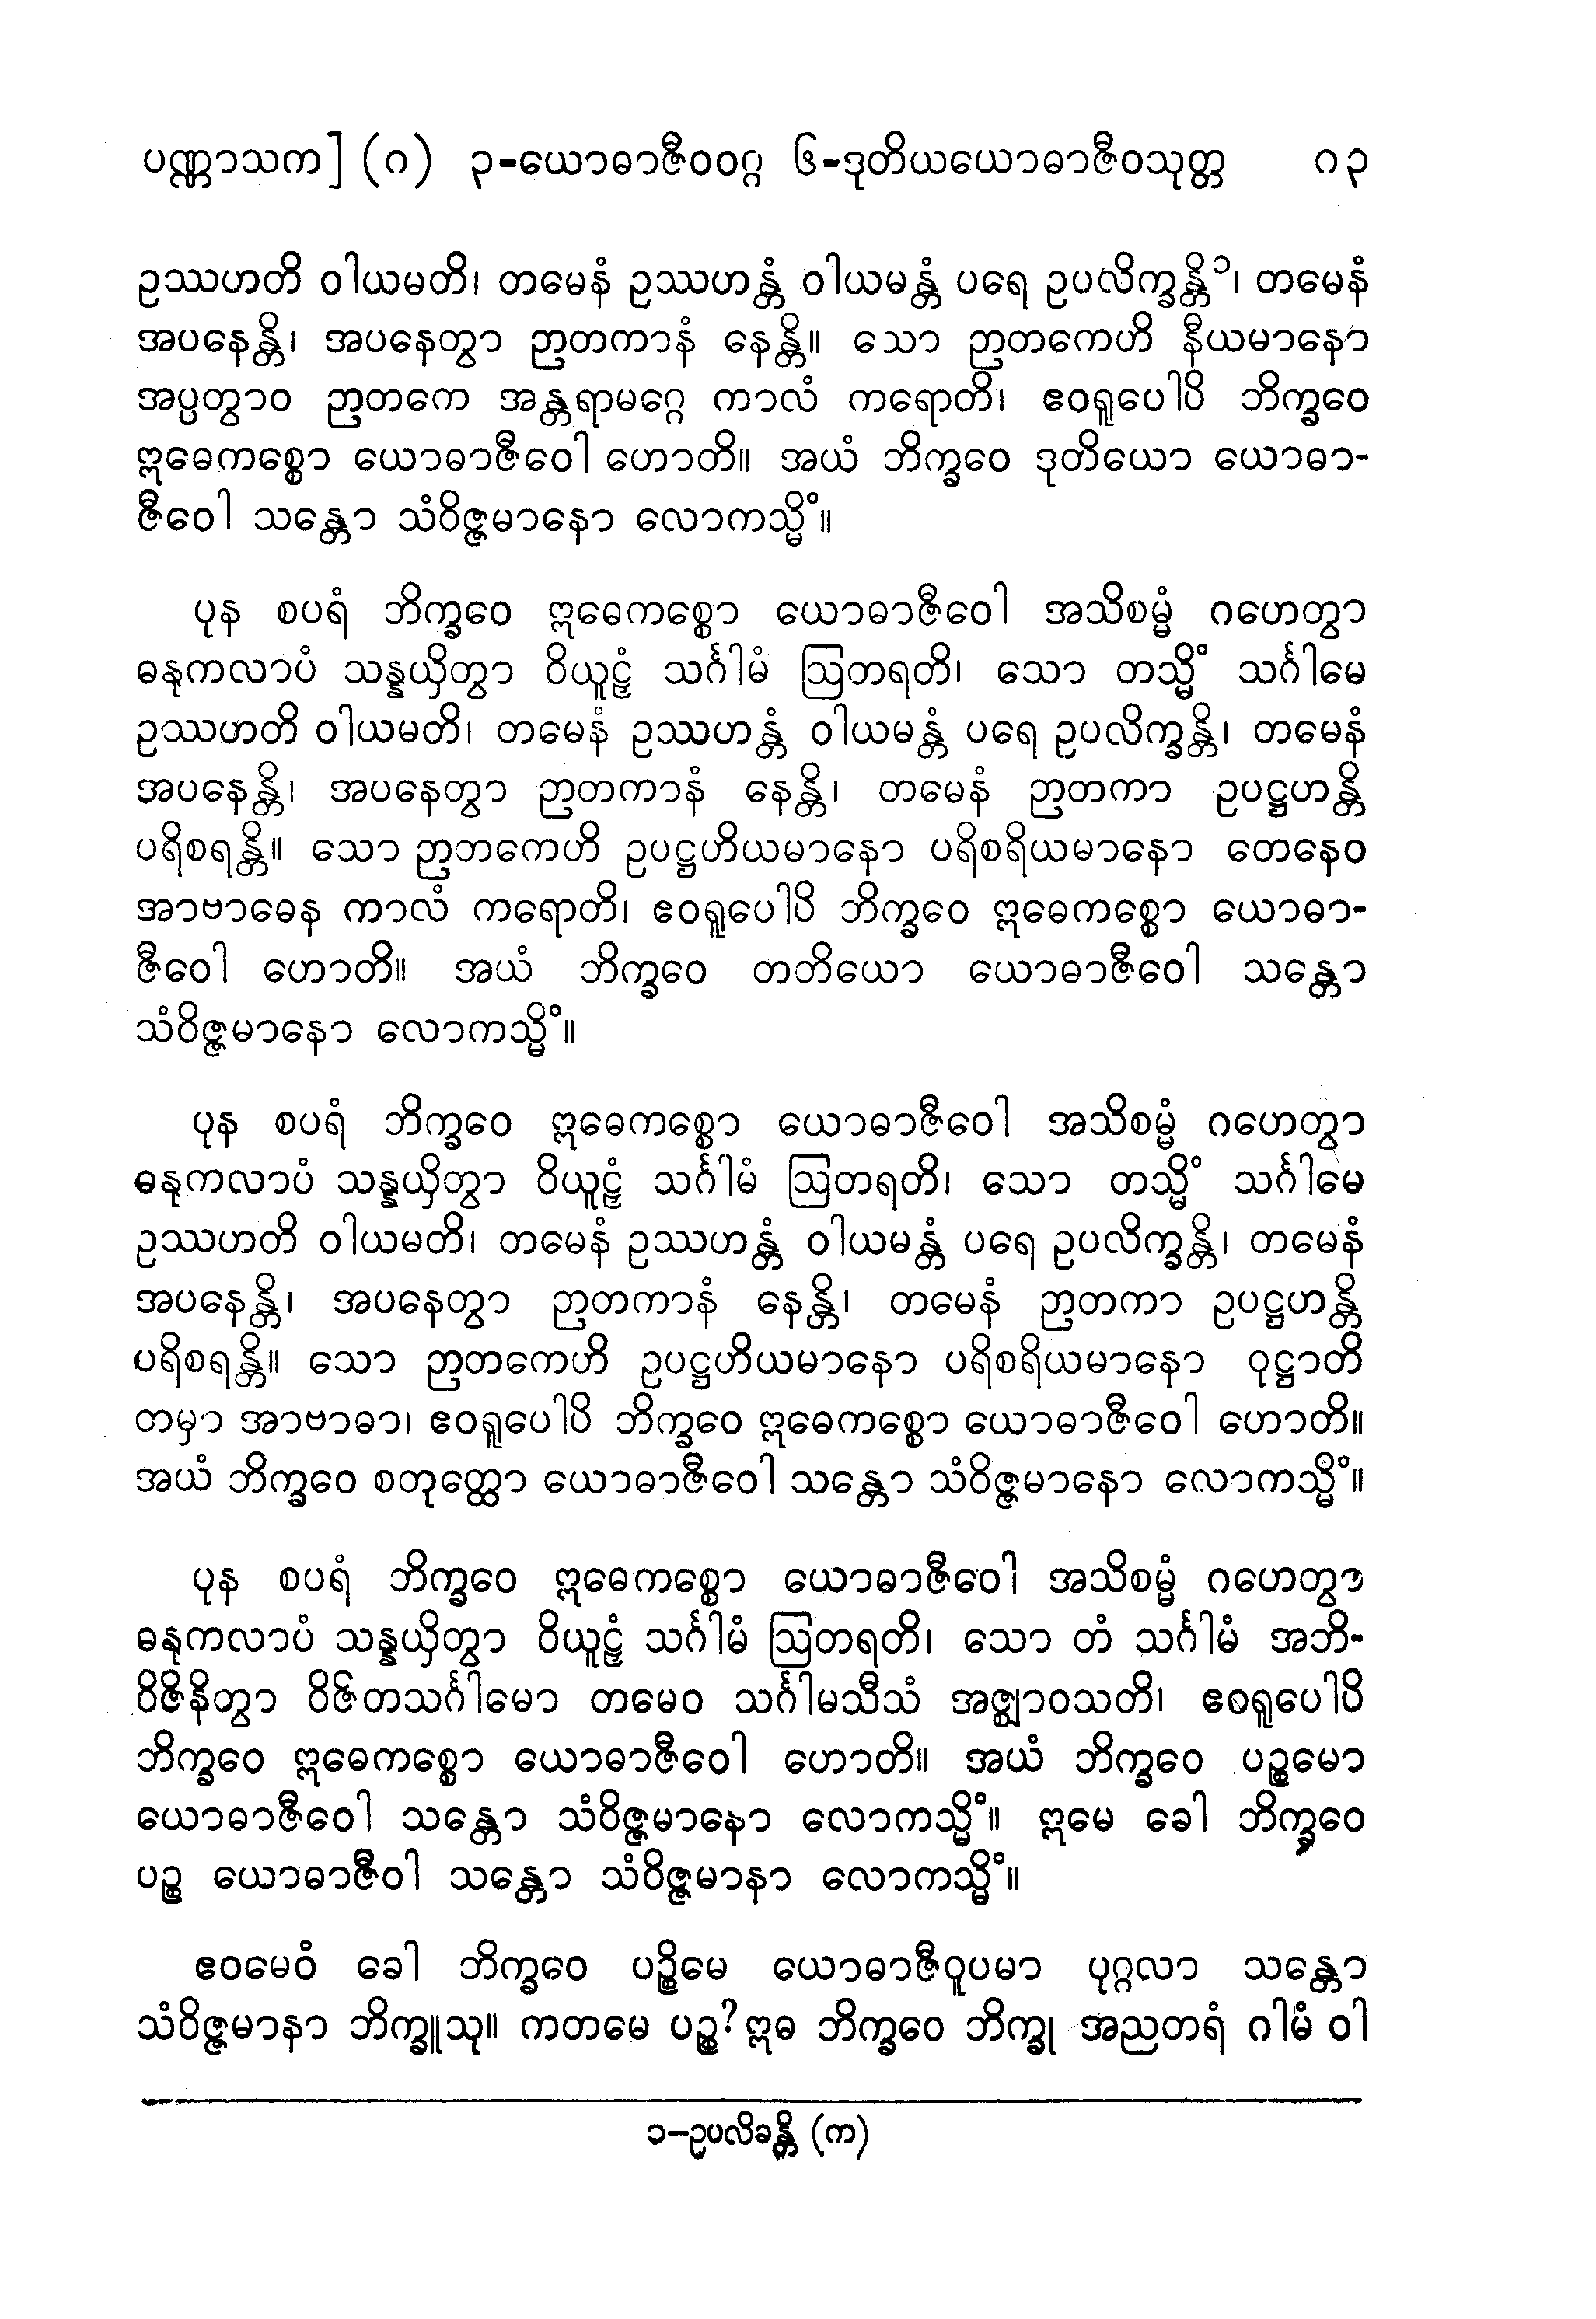 ပဏ္ဏာသက] (၈) ၃-ယောဓာဇီဝဝဂ္ဂ ၆-ဒုတိယယောဓာဇီဝသုတ္တ ၈၃
ဥဿဟတိ ဝါယမတိ၊ တမေနံ ဥဿဟန္တံ ဝါယမန္တံ ပရေ ဥပလိက္ခန္တိ၁၊ တမေနံ
အပနေန္တိ၊ အပနေတွာ ဉာတကာနံ နေန္တိ။ သော ဉာတကေဟိ နီယမာနော
အပ္ပတွာဝ ဉာတကေ အန္တရာမဂ္ဂေ ကာလံ ကရောတိ၊ ဧဝရူပေါပိ ဘိက္ခဝေ
ဣဓေကစ္စော ယောဓာဇီဝေါ ဟောတိ။ အယံ ဘိက္ခဝေ ဒုတိယော ယောဓာ-
ဇီဝေါ သန္တော သံဝိဇ္ဇမာနော လောကသ္မိံ။
ပုန စပရံ ဘိက္ခဝေ ဣဓေကစ္စော ယောဓာဇီဝေါ အသိစမ္မံ ဂဟေတွာ
ဓနုကလာပံ သန္နယှိတွာ ဝိယူဠှံ သင်္ဂါမံ ဩတရတိ၊ သော တသ္မိံ သင်္ဂါမေ
ဥဿဟတိ ဝါယမတိ၊ တမေနံ ဥဿဟန္တံ ဝါယမန္တံ ပရေ ဥပလိက္ခန္တိ၊ တမေနံ
အပနေန္တိ၊ အပနေတွာ ဉာတကာနံ နေန္တိ၊ တမေနံ ဉာတကာ ဥပဋ္ဌဟန္တိ
ပရိစရန္တိ။ သော ဉာဘကေဟိ ဥပဋ္ဌဟိယမာနော ပရိစရိယမာနော တေနေဝ
အာဗာဓေန ကာလံ ကရောတိ၊ ဧဝရူပေါပိ ဘိက္ခဝေ ဣဓေကစ္စော ယောဓာ-
ဇီဝေါ ဟောတိ။ အယံ ဘိက္ခဝေ တဘိယော ယောဓာဇီဝေါ သန္တော
သံဝိဇ္ဇမာနော လောကသ္မိံ။
ပုန စပရံ ဘိက္ခဝေ ဣဓေကစ္စော ယောဓာဇီဝေါ အသိစမ္မံ ဂဟေတွာ
ဓနုကလာပံ သန္နယှိတွာ ဝိယူဠှံ သင်္ဂါမံ ဩတရတိ၊ သော တသ္မိံ သင်္ဂါမေ
ဥဿဟတိ ဝါယမတိ၊ တမေနံ ဥဿဟန္တံ ဝါယမန္တံ ပရေ ဥပလိက္ခန္တိ၊ တမေနံ
အပနေန္တိ၊ အပနေတွာ ဉာတကာနံ နေန္တိ၊ တမေနံ ဉာတကာ ဥပဋ္ဌဟန္တိ
ပရိစရန္တိ။ သော ဉာတကေဟိ ဥပဋ္ဌဟိယမာနော ပရိစရိယမာနော ဝုဋ္ဌာတိ
တမှာ အာဗာဓာ၊ ဧဝရူပေါပိ ဘိက္ခဝေ ဣဓေကစ္စော ယောဓာဇီဝေါ ဟောတိ။
အယံ ဘိက္ခဝေ စတုတ္ထော ယောဓာဇီဝေါ သန္တော သံဝိဇ္ဇမာနော လောကသ္မိံ။
ပုန စပရံ ဘိက္ခဝေ ဣဓေကစ္စော ယောဓာဇီဝေါ အသိစမ္မံ ဂဟေတွာ
ဓနုကလာပံ သန္နယှိတွာ ဝိယူဠှံ သင်္ဂါမံ ဩတရတိ၊ သော တံ သင်္ဂါမံ အဘိ-
ဝိဇိနိတွာ ဝိဇိတသင်္ဂါမော တမေဝ သင်္ဂါမသီသံ အဇ္ဈာဝသတိ၊ ဧဝရူပေါပိ
ဘိက္ခဝေ ဣဓေကစ္စော ယောဓာဇီဝေါ ဟောတိ။ အယံ ဘိက္ခဝေ ပဉ္စမော
ယောဓာဇီဝေါ သန္တော သံဝိဇ္ဇမာနော လောကသ္မိံ။ ဣမေ ခေါ ဘိက္ခဝေ
ပဉ္စ ယောဓာဇီဝါ သန္တော သံဝိဇ္ဇမာနာ လောကသ္မိံ။
ဧဝမေဝံ ခေါ ဘိက္ခဝေ ပဉ္စိမေ ယောဓာဇီဝူပမာ ပုဂ္ဂလာ သန္တော
သံဝိဇ္ဇမာနာ ဘိက္ခူသု။ ကတမေ ပဉ္စ? ဣဓ ဘိက္ခဝေ ဘိက္ခု အညတရံ ဂါမံ ဝါ
၁-ဥပလိခန္တိ (က)